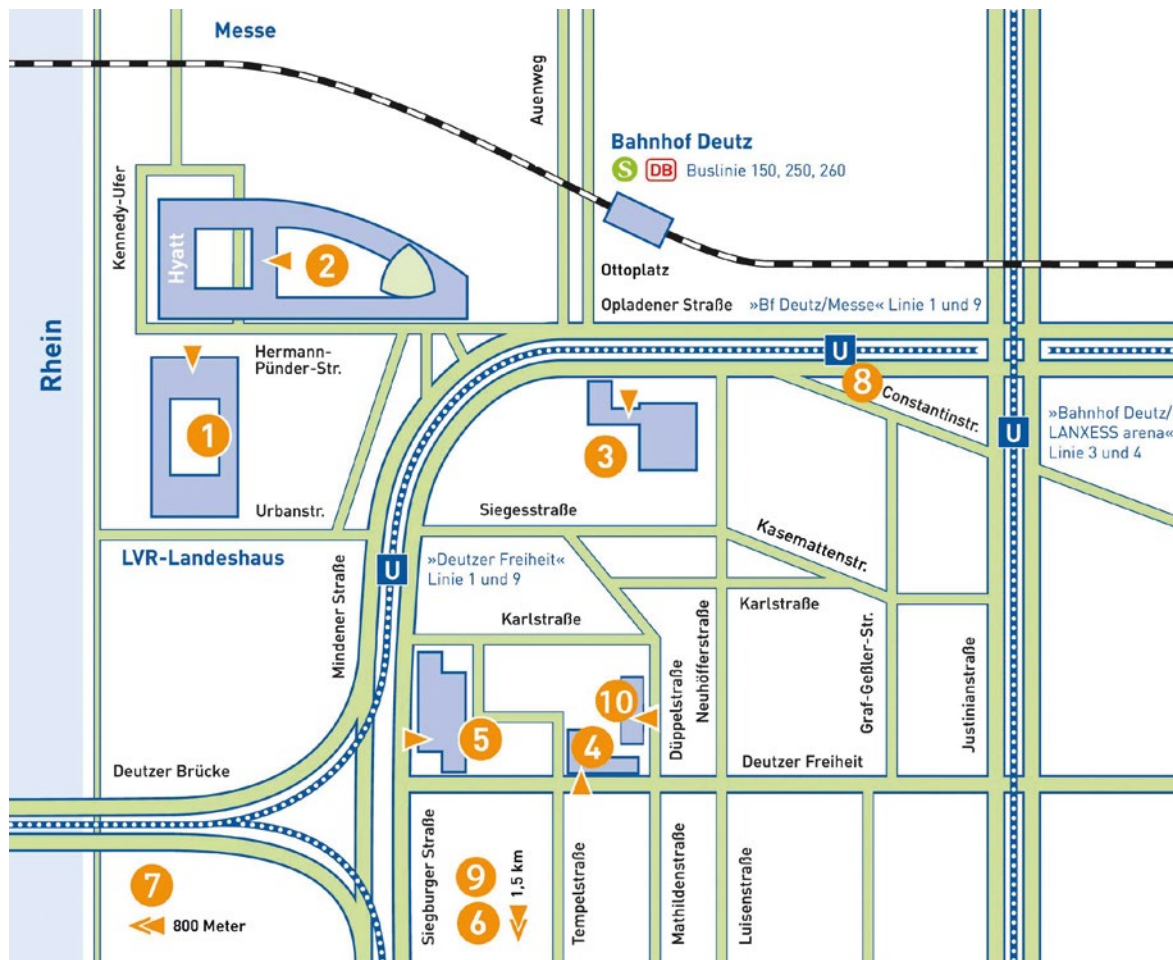 Messe
Auenweg
Bahnhof Deutz
S DB Buslinie 150, 250, 260
Kennedy-Ufer
Hyatt
2
Ottoplatz
Opladener Straße »Bf Deutz/Messe« Linie 1 und 9
Rhein
Hermann-
Pünder-Str.
U
8
Constantinstr.
1
3
U
»Bahnhof Deutz/
LANXESS arena«
Linie 3 und 4
Urbanstr.
Siegesstraße
Kasemattenstr.
LVR-Landeshaus
Mindener Straße
U
»Deutzer Freiheit«
Linie 1 und 9
Karlstraße
Karlstraße
Düppelstraße
Neuhöfferstraße
Graf-Geßler-Str.
Justinianstraße
10
5
4
Deutzer Brücke
Deutzer Freiheit
7
800 Meter
Siegburger Straße
9
6
1,5 km
Tempelstraße
Mathildenstraße
Luisenstraße